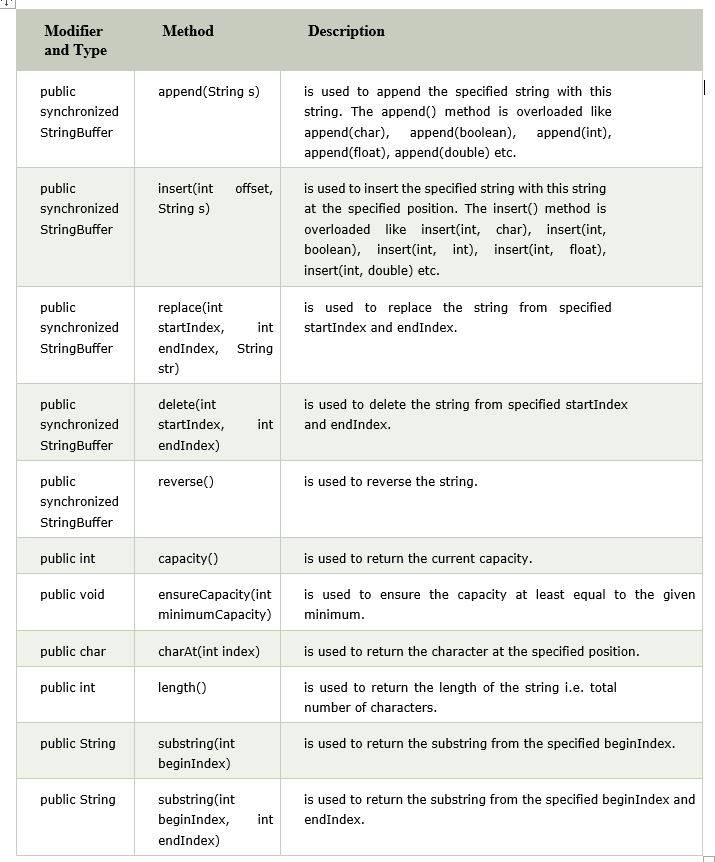 Modifier and Type	Method	Description
public synchronized StringBuffer	append(String s)	is used to append the specified string with this string. The append() method is overloaded like append(char), append(boolean), append(int), append(float), append(double) etc.
public synchronized StringBuffer	insert(int offset, String s)	is used to insert the specified string with this string at the specified position. The insert() method is overloaded like insert(int, char), insert(int, boolean), insert(int, int), insert(int, float), insert(int, double) etc.
public synchronized StringBuffer	replace(int startIndex, int endIndex, String str)	is used to replace the string from specified startIndex and endIndex.
public synchronized StringBuffer	delete(int startIndex, int endIndex)	is used to delete the string from specified startIndex and endIndex.
public synchronized StringBuffer	reverse()	is used to reverse the string.
public int	capacity()	is used to return the current capacity.
public void	ensureCapacity(int minimumCapacity)	is used to ensure the capacity at least equal to the given minimum.
public char	charAt(int index)	is used to return the character at the specified position.
public int	length()	is used to return the length of the string i.e. total number of characters.
public String	substring(int beginIndex)	is used to return the substring from the specified beginIndex.
public String	substring(int beginIndex, int endIndex)	is used to return the substring from the specified beginIndex and endIndex.